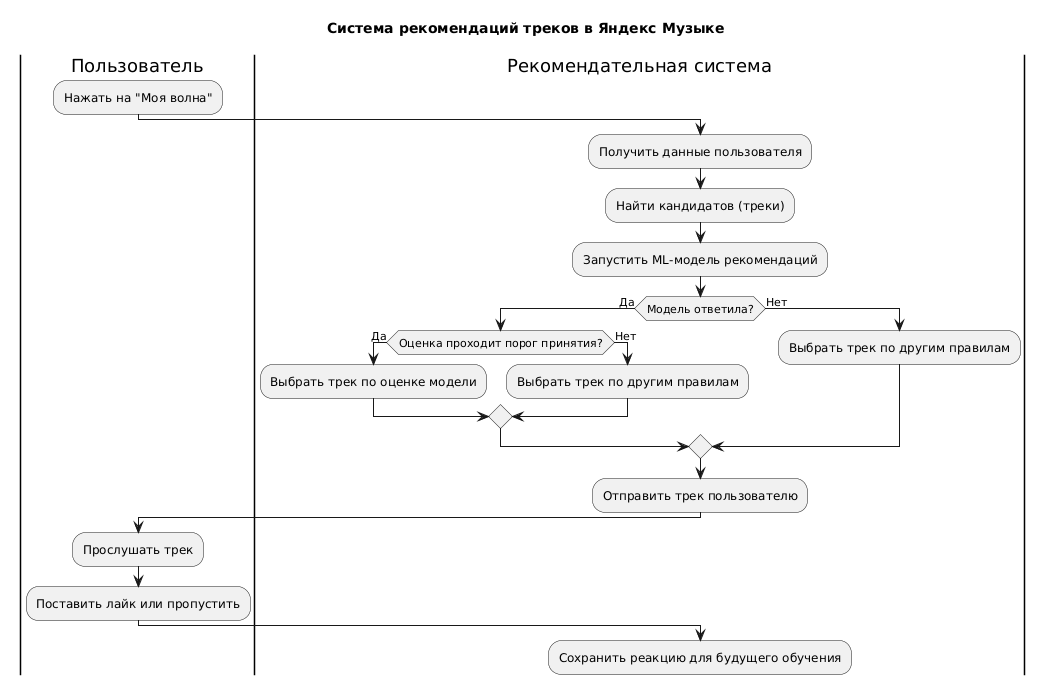 Система рекомендаций треков в Яндекс Музыке
Пользователь
Рекомендательная система
Нажать на "Моя волна"
Получить данные пользователя
Найти кандидатов (треки)
Запустить ML-модель рекомендаций
Да
Модель ответила?
Нет
Да
Оценка проходит порог принятия?
Нет
Выбрать трек по другим правилам
Выбрать трек по оценке модели
Выбрать трек по другим правилам
Отправить трек пользователю
Прослушать трек
Поставить лайк или пропустить
Сохранить реакцию для будущего обучения